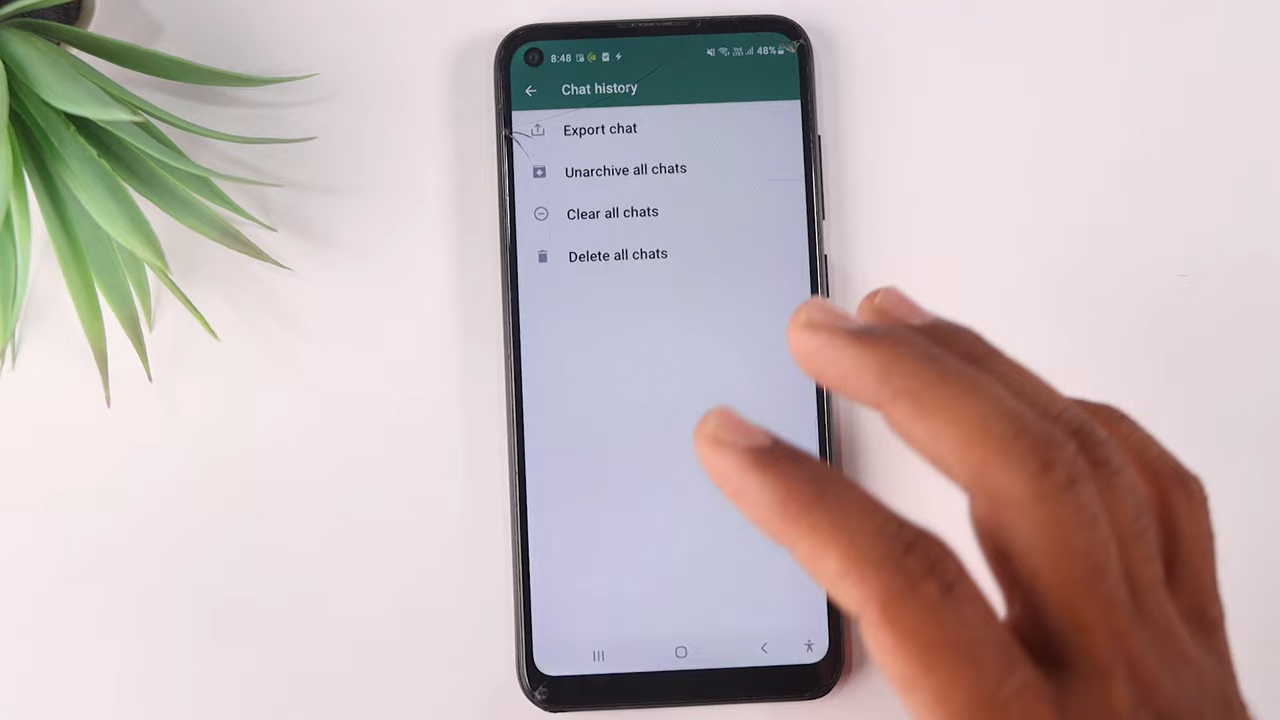 8:48 48%
Chat history
Export chat
Unarchive all chats
Clear all chats
Delete all chats